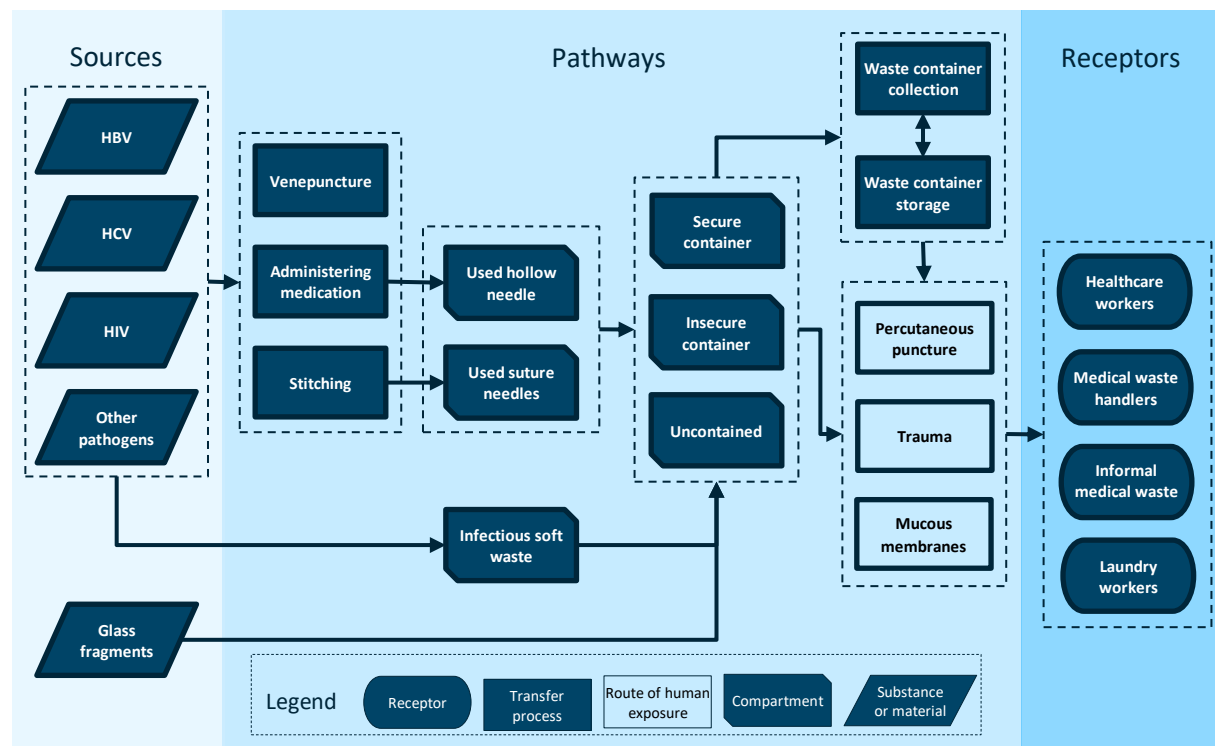 Sources
Pathways
Receptors
HBV
HCV
HIV
Other
pathogens
Glass
fragments
Venepuncture
Administering
medication
Stitching
Used hollow
needle
Used suture
needles
Infectious soft
waste
Secure
container
Insecure
container
Uncontained
Waste container
collection
Waste container
storage
Percutaneous
puncture
Trauma
Mucous
membranes
Healthcare
workers
Medical waste
handlers
Informal
medical waste
Laundry
workers
Legend
Receptor
Transfer
process
Route of human
exposure
Compartment
Substance
or material